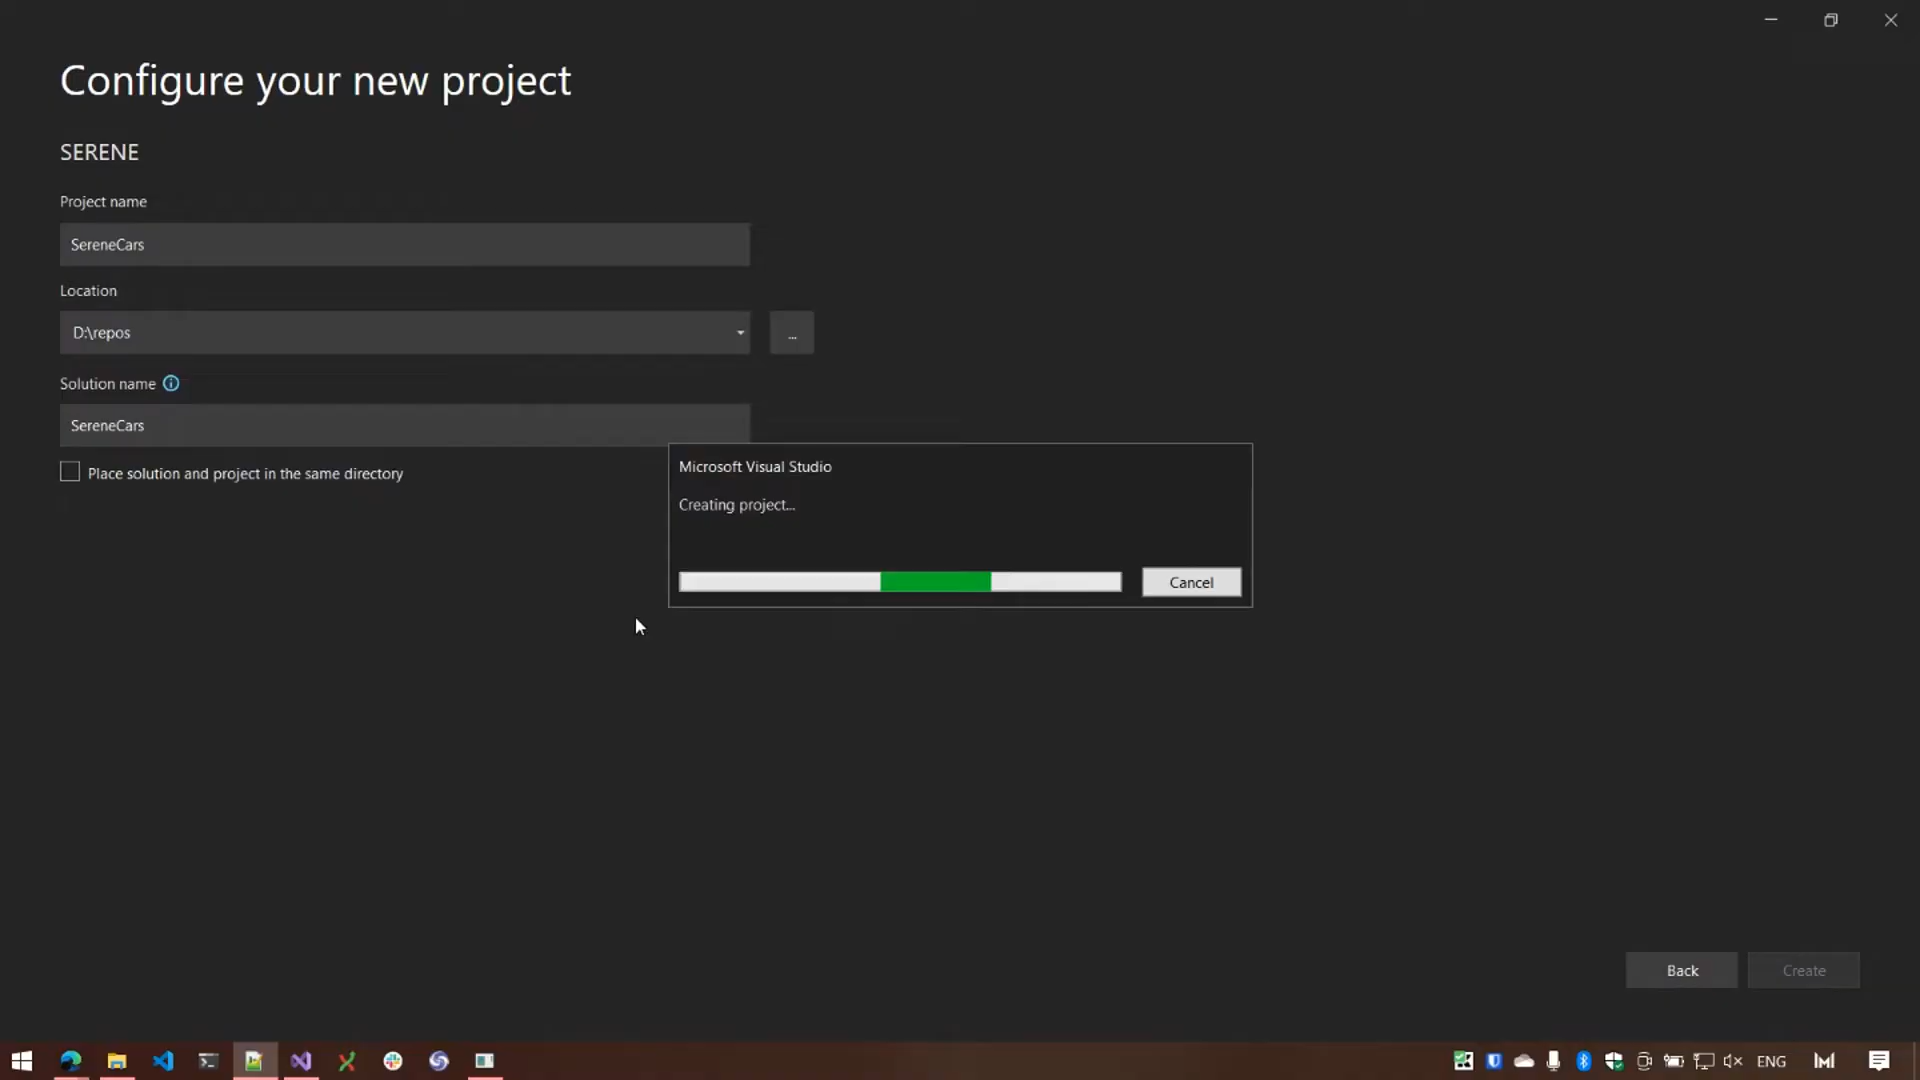 Configure your new project
SERENE
Project name
SereneCars
Location
D:\repos
...
Solution name
SereneCars
Place solution and project in the same directory
Microsoft Visual Studio
Creating project...
Cancel
Back
Create
ENG